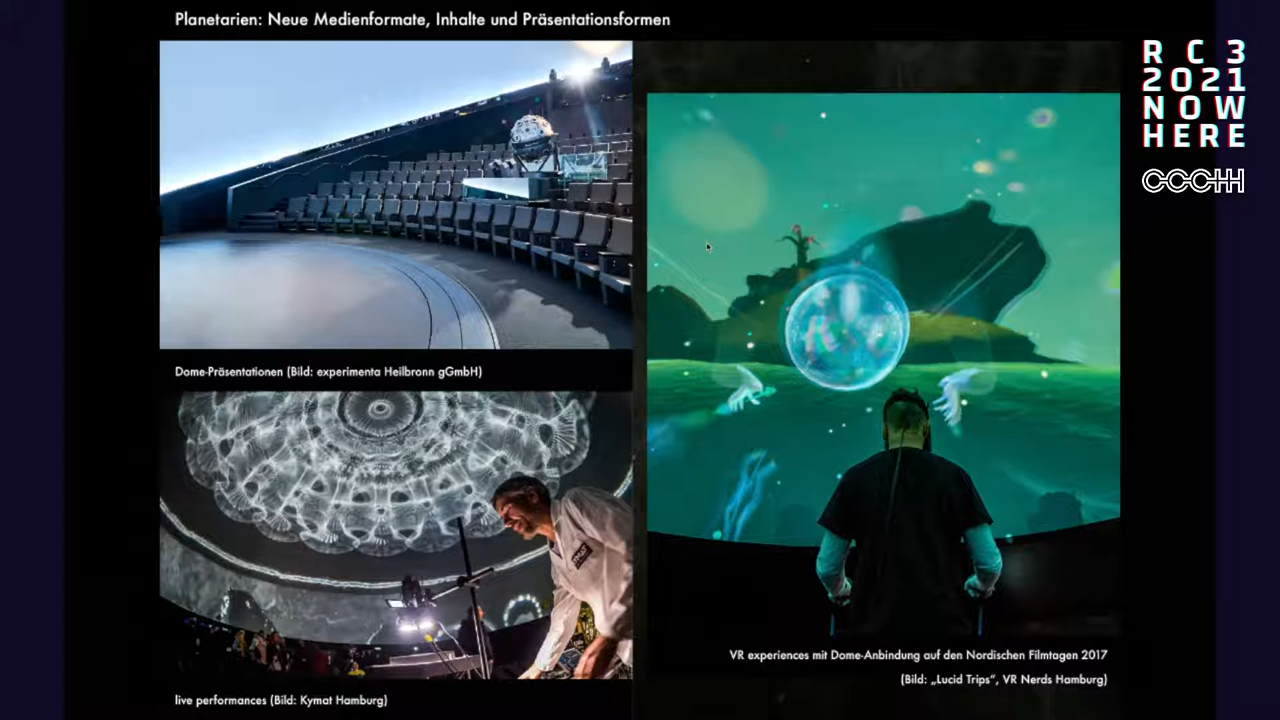 Planetarien: Neue Medienformate, Inhalte und Präsentationsformen
Dome-Präsentationen (Bild: experimenta Heilbronn gGmbH)
live performances (Bild: Kymat Hamburg)
VR experiences mit Dome-Anbindung auf den Nordischen Filmtagen 2017
(Bild: „Lucid Trips“, VR Nerds Hamburg)
R C 3
2021
NOW
HERE
CCCHH